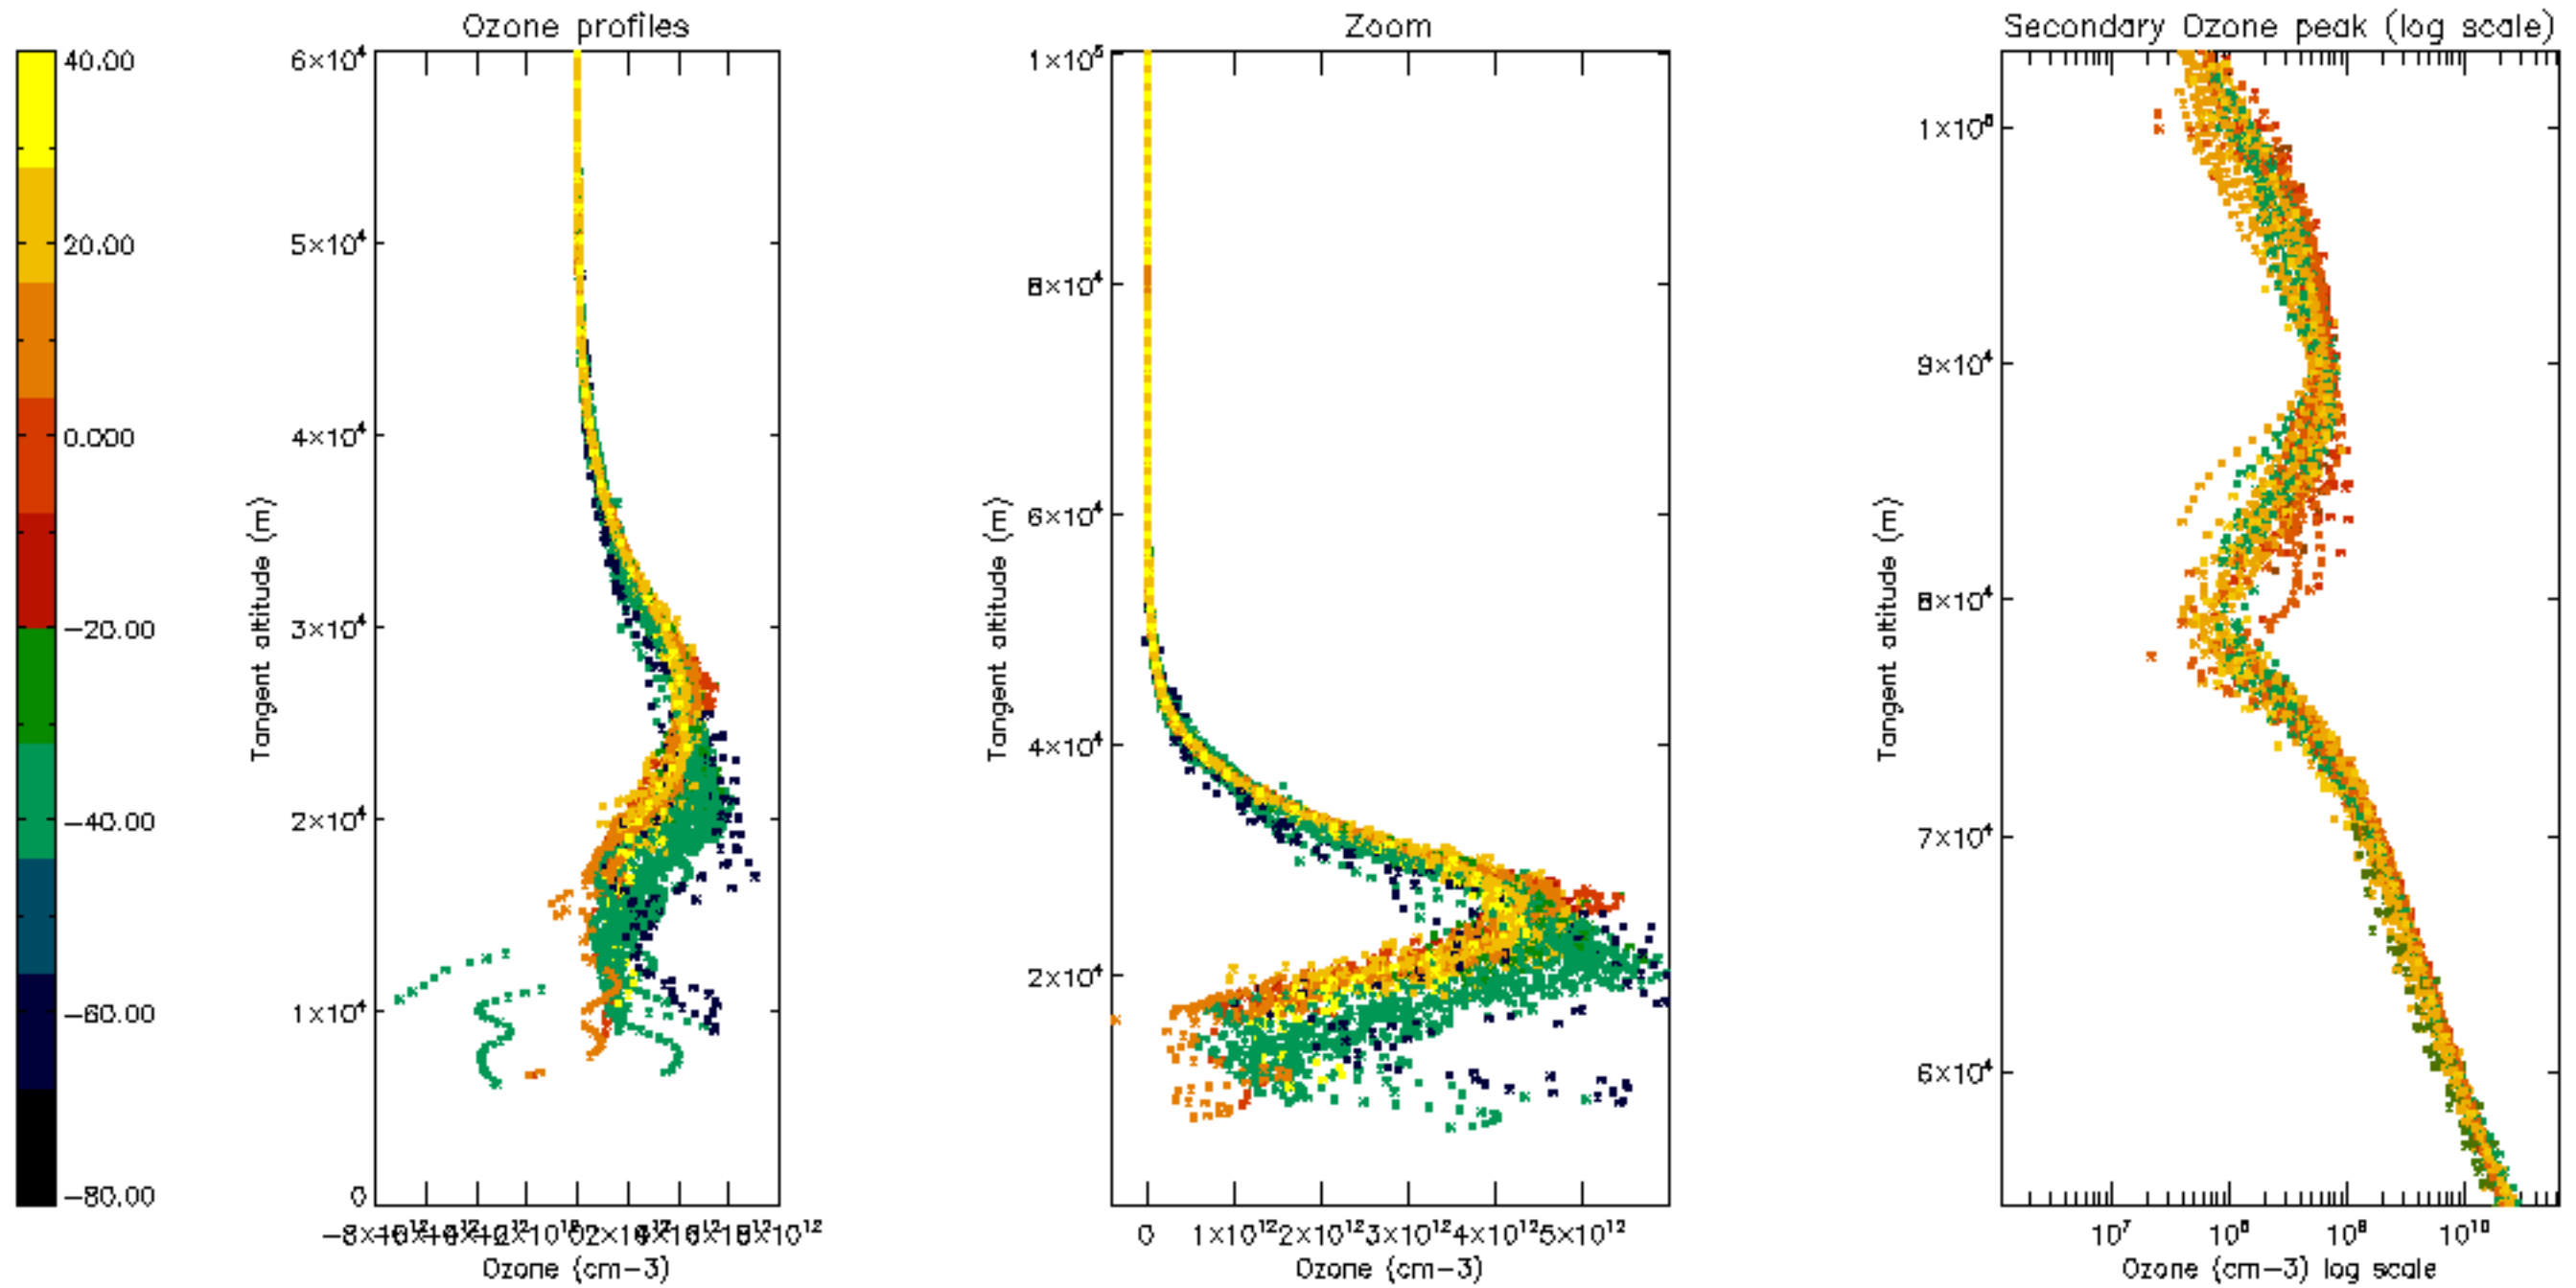 Ozone profiles
Zoom
Secondary Ozone peak (log scale)
40.00
20.00
0.000
−20.00
−40.00
−60.00
−80.00
6×10⁴
5×10⁴
4×10⁴
3×10⁴
2×10⁴
1×10⁴
0
Tangent altitude (m)
Ozone (cm−3)
1×10⁵
8×10⁴
6×10⁴
4×10⁴
2×10⁴
Tangent altitude (m)
0 1×10¹² 2×10¹² 3×10¹² 4×10¹² 5×10¹²
Ozone (cm−3)
9×10⁴
8×10⁴
7×10⁴
6×10⁴
Tangent altitude (m)
10⁷ 10⁸ 10⁹ 10¹⁰
Ozone (cm−3) log scale